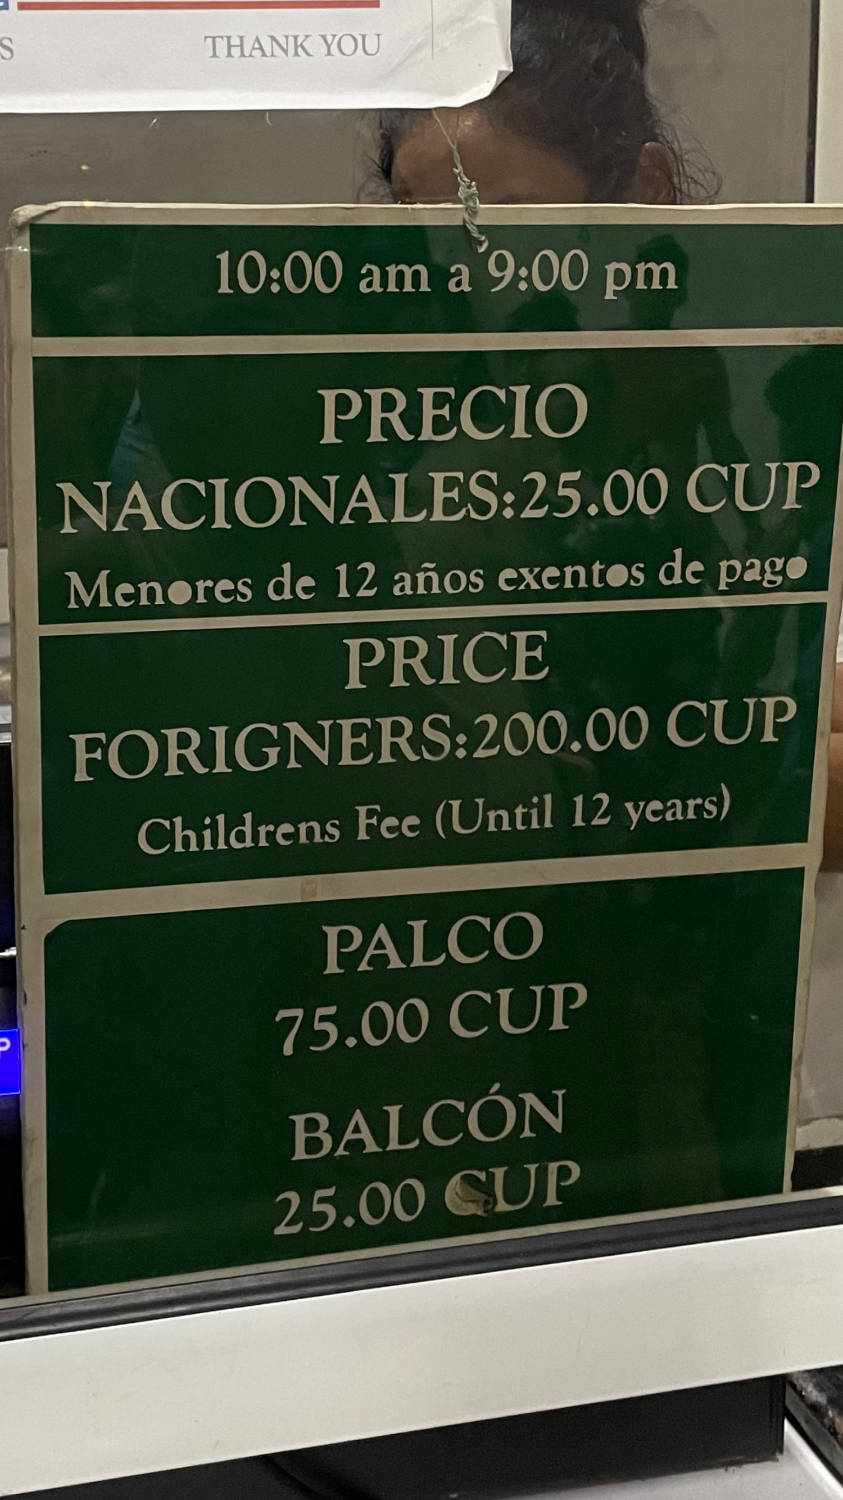 S THANK YOU
10:00 am a 9:00 pm
PRECIO
NACIONALES:25.00 CUP
Menores de 12 años exentos de pago
PRICE
FORIGNERS:200.00 CUP
Childrens Fee (Until 12 years)
PALCO
75.00 CUP
BALCÓN
25.00 CUP
P